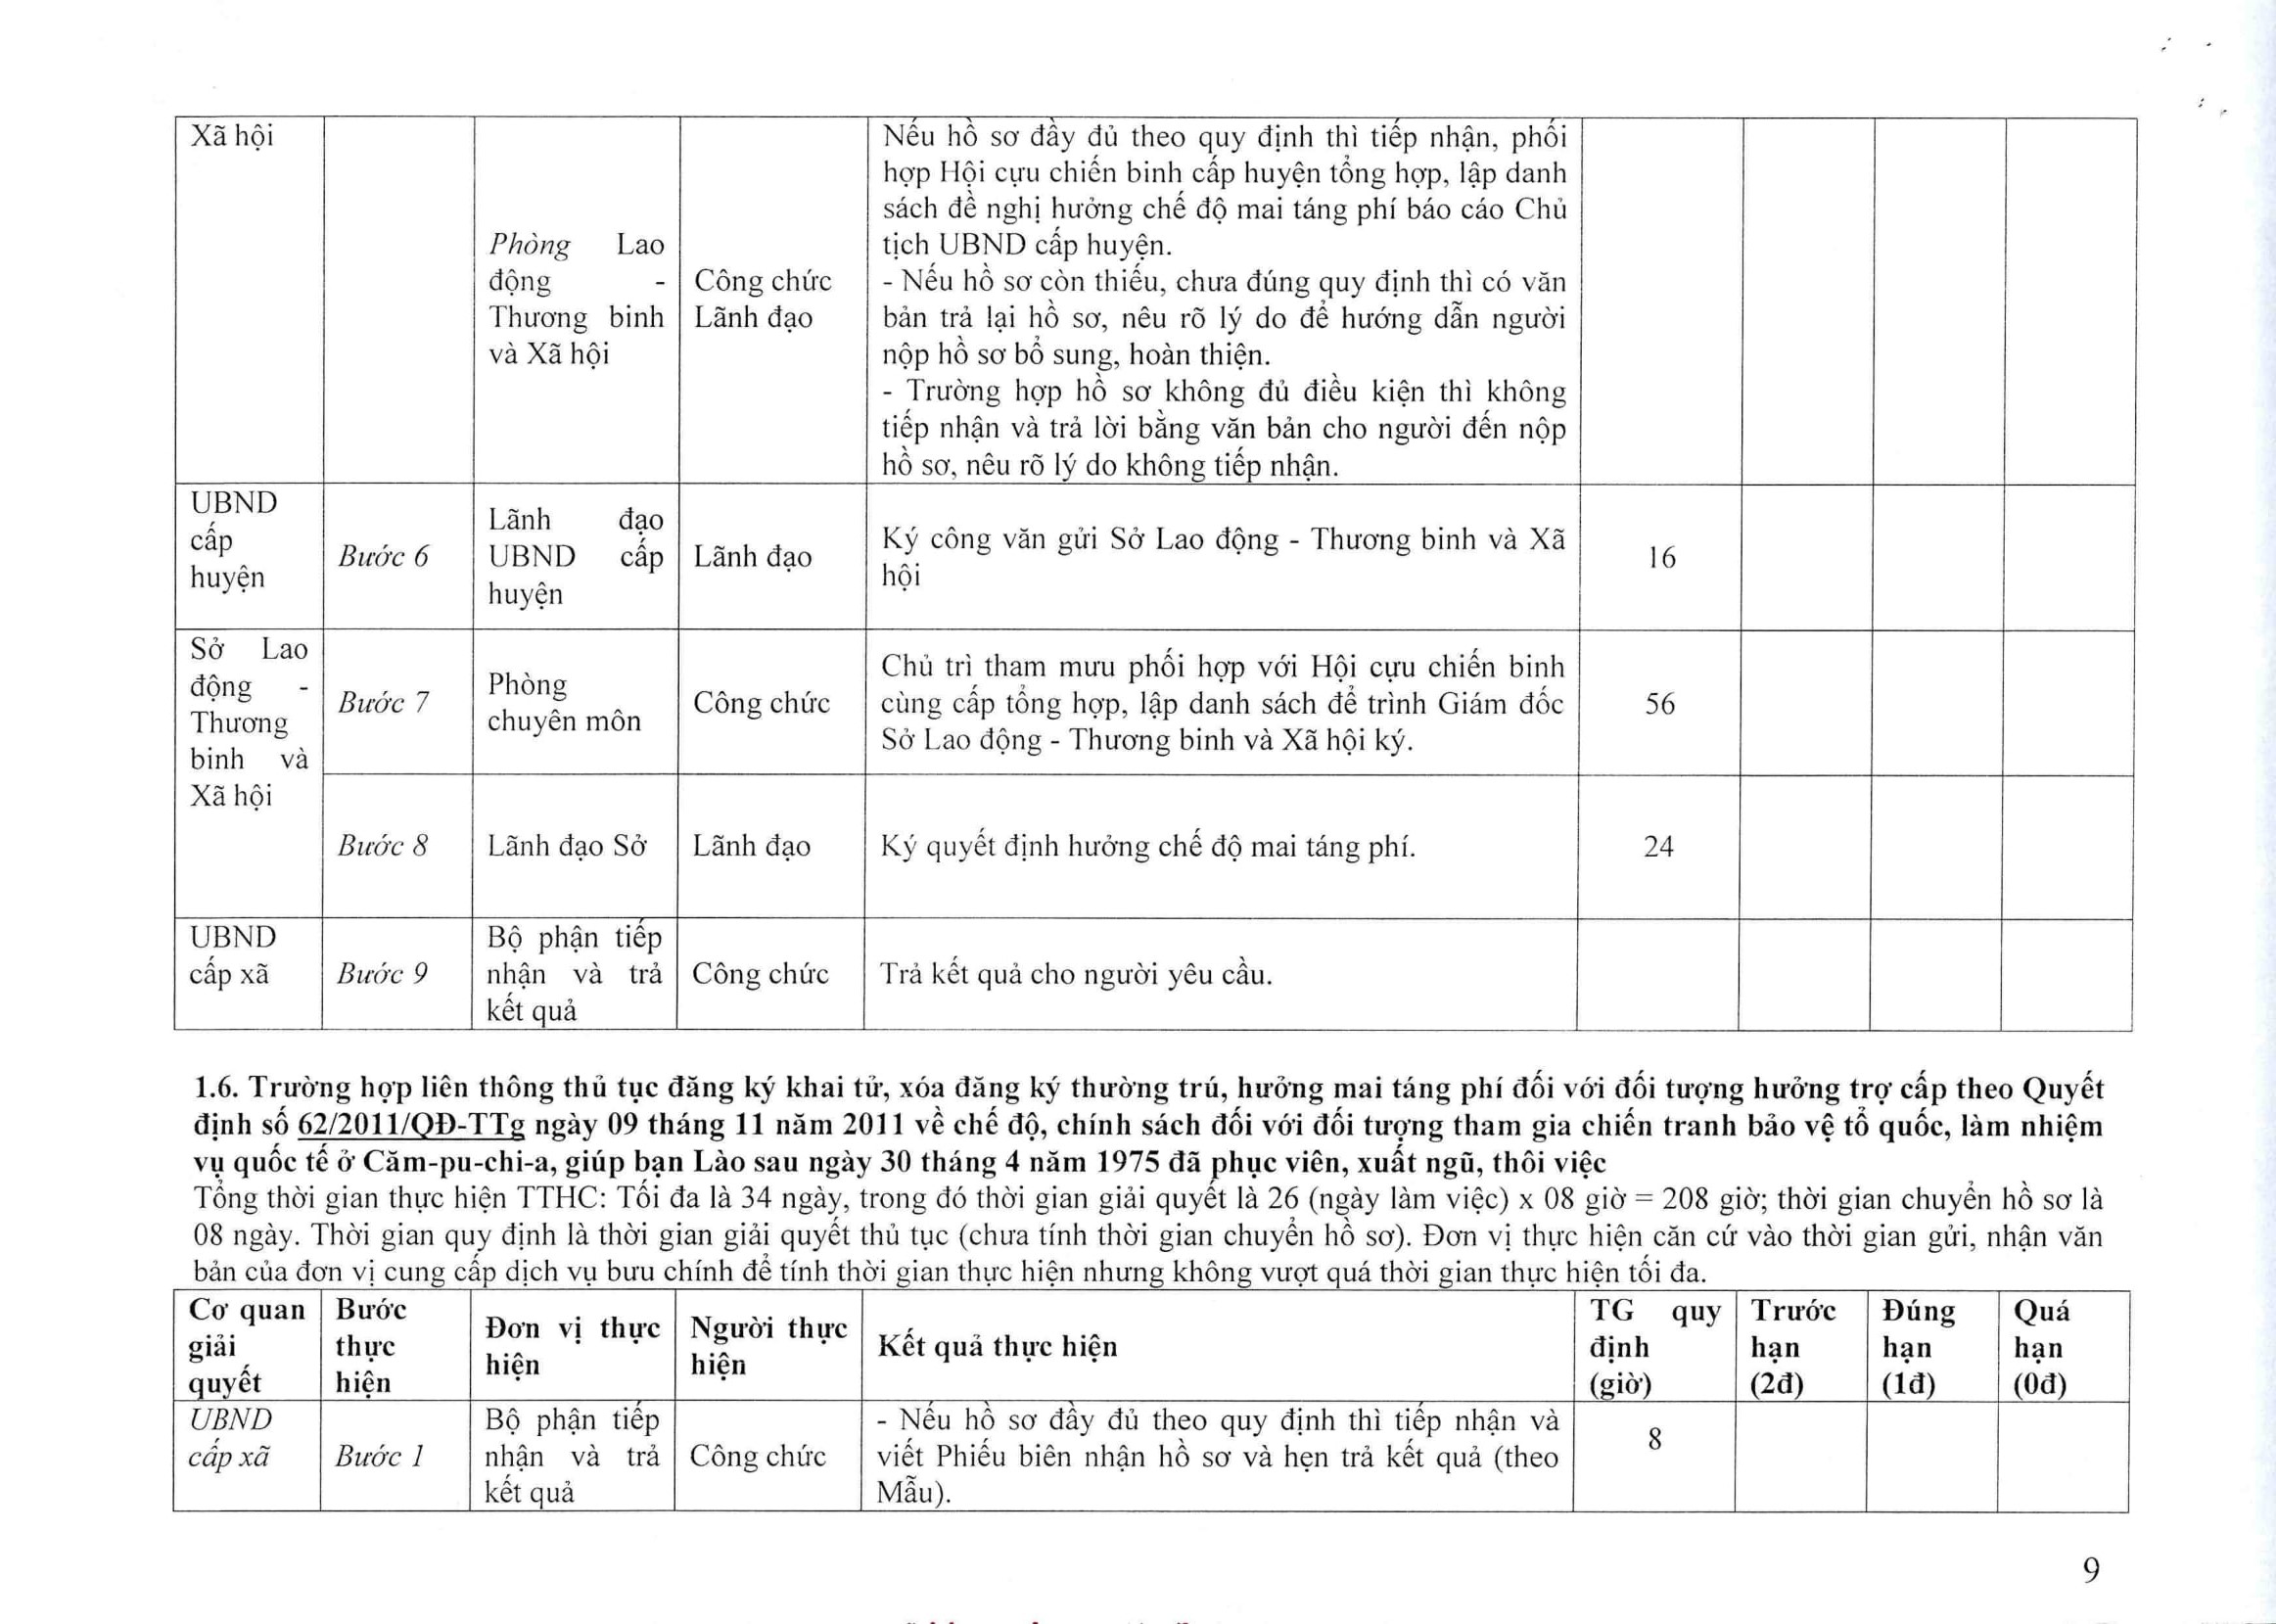 Xã hội
Phòng Lao
động -
Thương binh
và Xã hội
Công chức
Lãnh đạo
Nếu hồ sơ đầy đủ theo quy định thì tiếp nhận, phối
hợp Hội cựu chiến binh cấp huyện tổng hợp, lập danh
sách đề nghị hưởng chế độ mai táng phí báo cáo Chủ
tịch UBND cấp huyện.
- Nếu hồ sơ còn thiếu, chưa đúng quy định thì có văn
bản trả lại hồ sơ, nêu rõ lý do để hướng dẫn người
nộp hồ sơ bổ sung, hoàn thiện.
- Trường hợp hồ sơ không đủ điều kiện thì không
tiếp nhận và trả lời bằng văn bản cho người đến nộp
hồ sơ, nêu rõ lý do không tiếp nhận.
UBND
cấp
huyện
Bước 6
Lãnh đạo
UBND cấp
huyện
Lãnh đạo
Ký công văn gửi Sở Lao động - Thương binh và Xã
hội
16
Sở Lao
động -
Thương
binh và
Xã hội
Bước 7
Phòng
chuyên môn
Công chức
Chủ trì tham mưu phối hợp với Hội cựu chiến binh
cùng cấp tổng hợp, lập danh sách để trình Giám đốc
Sở Lao động - Thương binh và Xã hội ký.
56
Bước 8
Lãnh đạo Sở
Lãnh đạo
Ký quyết định hưởng chế độ mai táng phí.
24
UBND
cấp xã
Bước 9
Bộ phận tiếp
nhận và trả
kết quả
Công chức
Trả kết quả cho người yêu cầu.
1.6. Trường hợp liên thông thủ tục đăng ký khai tử, xóa đăng ký thường trú, hưởng mai táng phí đối với đối tượng hưởng trợ cấp theo Quyết
định số 62/2011/QĐ-TTg ngày 09 tháng 11 năm 2011 về chế độ, chính sách đối với đối tượng tham gia chiến tranh bảo vệ tổ quốc, làm nhiệm
vụ quốc tế ở Căm-pu-chi-a, giúp bạn Lào sau ngày 30 tháng 4 năm 1975 đã phục viên, xuất ngũ, thôi việc
Tổng thời gian thực hiện TTHC: Tối đa là 34 ngày, trong đó thời gian giải quyết là 26 (ngày làm việc) x 08 giờ = 208 giờ; thời gian chuyển hồ sơ là
08 ngày. Thời gian quy định là thời gian giải quyết thủ tục (chưa tính thời gian chuyển hồ sơ). Đơn vị thực hiện căn cứ vào thời gian gửi, nhận văn
bản của đơn vị cung cấp dịch vụ bưu chính để tính thời gian thực hiện nhưng không vượt quá thời gian thực hiện tối đa.
Cơ quan
giải
quyết
Bước
thực
hiện
Đơn vị thực
hiện
Người thực
hiện
Kết quả thực hiện
TG quy
định
(giờ)
Trước
hạn
(2đ)
Đúng
hạn
(1đ)
Quá
hạn
(0đ)
UBND
cấp xã
Bước 1
Bộ phận tiếp
nhận và trả
kết quả
Công chức
- Nếu hồ sơ đầy đủ theo quy định thì tiếp nhận và
viết Phiếu biên nhận hồ sơ và hẹn trả kết quả (theo
Mẫu).
8
9